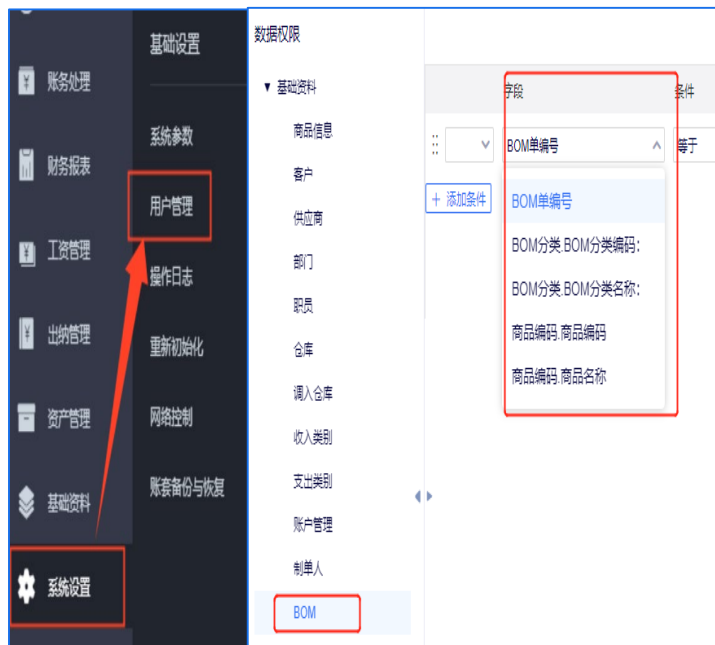 账务处理
财务报表
工资管理
出纳管理
资产管理
基础资料
系统设置
基础设置
系统参数
用户管理
操作日志
重新初始化
网络控制
账套备份与恢复
数据权限
▼ 基础资料
商品信息
客户
供应商
部门
职员
仓库
调入仓库
收入类别
支出类别
账户管理
制单人
BOM
字段 条件
BOM单编号 等于
+ 添加条件
BOM单编号
BOM分类.BOM分类编码：
BOM分类.BOM分类名称：
商品编码.商品编码
商品编码.商品名称